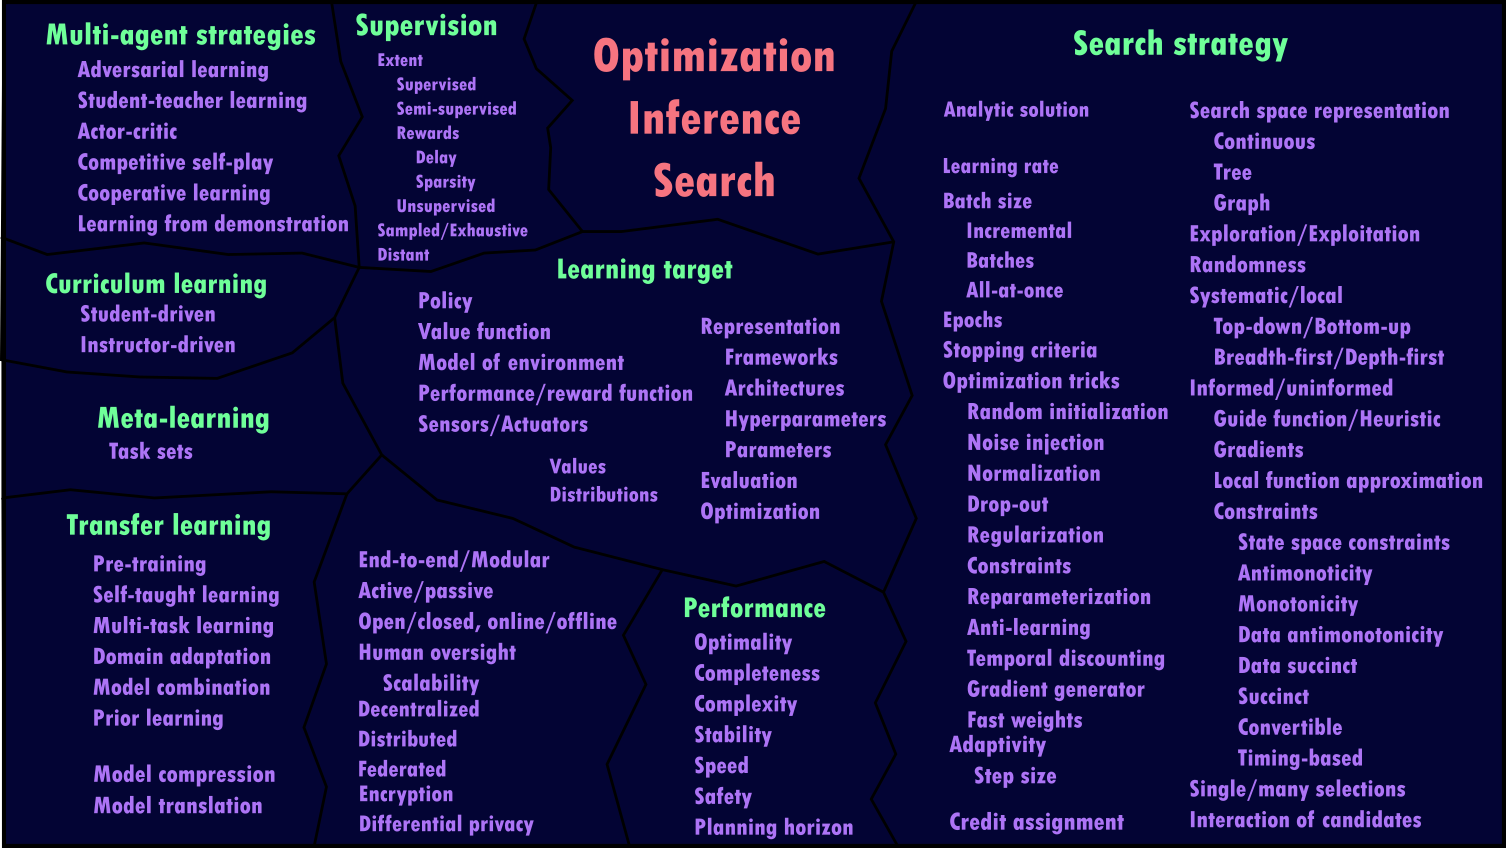 Multi-agent strategies
Adversarial learning
Student-teacher learning
Actor-critic
Competitive self-play
Cooperative learning
Learning from demonstration
Supervision
Extent
Supervised
Semi-supervised
Rewards
Delay
Sparsity
Unsupervised
Sampled/Exhaustive
Distant
Optimization
Inference
Search
Curriculum learning
Student-driven
Instructor-driven
Meta-learning
Task sets
Learning target
Policy
Value function
Model of environment
Performance/reward function
Sensors/Actuators
Values
Distributions
Representation
Frameworks
Architectures
Hyperparameters
Parameters
Evaluation
Optimization
Transfer learning
Pre-training
Self-taught learning
Multi-task learning
Domain adaptation
Model combination
Prior learning
Model compression
Model translation
End-to-end/Modular
Active/passive
Open/closed, online/offline
Human oversight
Scalability
Decentralized
Distributed
Federated
Encryption
Differential privacy
Performance
Optimality
Completeness
Complexity
Stability
Speed
Safety
Planning horizon
Search strategy
Analytic solution
Learning rate
Batch size
Incremental
Batches
All-at-once
Epochs
Stopping criteria
Optimization tricks
Random initialization
Noise injection
Normalization
Drop-out
Regularization
Constraints
Reparameterization
Anti-learning
Temporal discounting
Gradient generator
Fast weights
Adaptivity
Step size
Credit assignment
Search space representation
Continuous
Tree
Graph
Exploration/Exploitation
Randomness
Systematic/local
Top-down/Bottom-up
Breadth-first/Depth-first
Informed/uninformed
Guide function/Heuristic
Gradients
Local function approximation
Constraints
State space constraints
Antimonoticity
Monotonicity
Data antimonotonicity
Data succinct
Succinct
Convertible
Timing-based
Single/many selections
Interaction of candidates